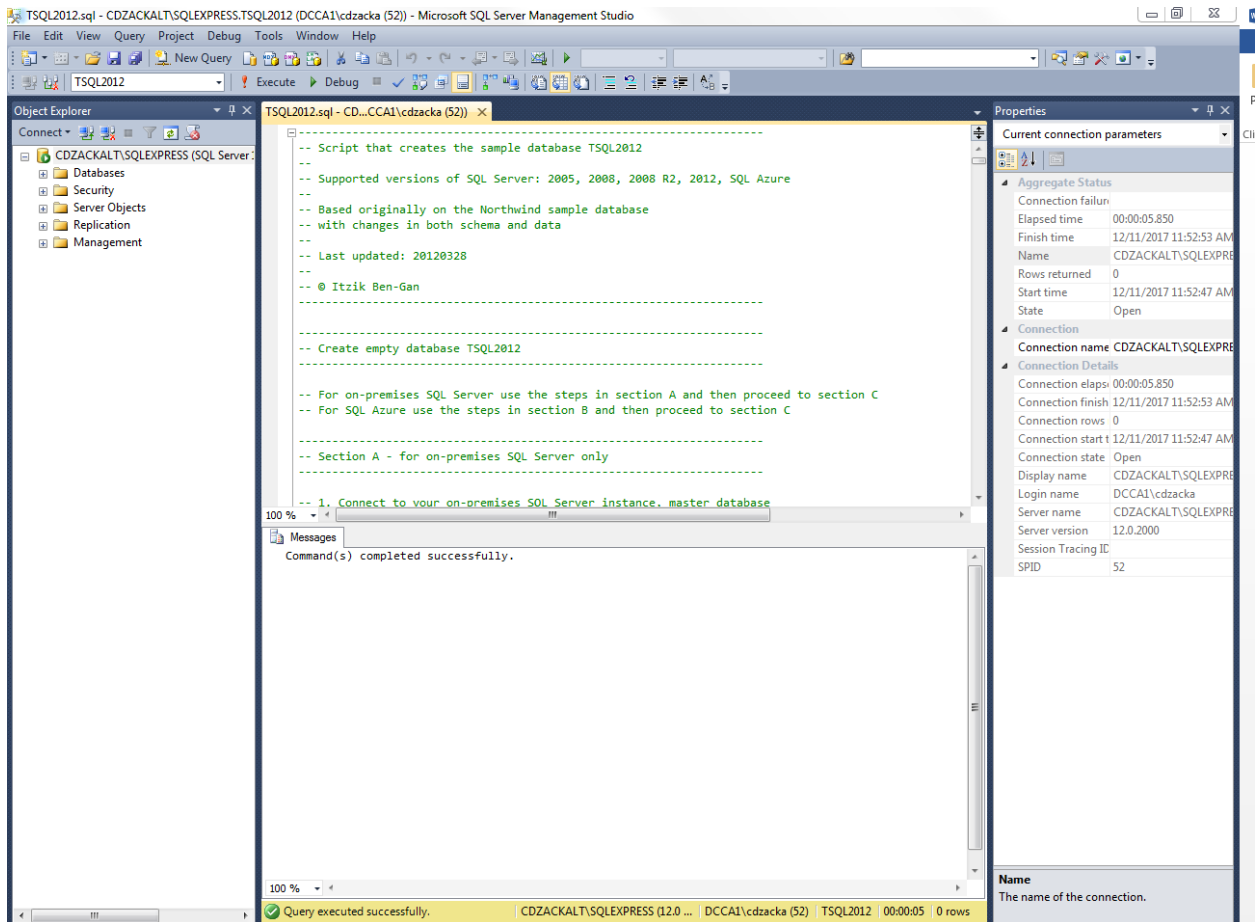 TSQL2012.sql - CDZACKALT\SQLEXPRESS.TSQL2012 (DCCA1\cdzacka (52)) - Microsoft SQL Server Management Studio
File Edit View Query Project Debug Tools Window Help
New Query
TSQL2012 Execute Debug
Object Explorer
Connect
CDZACKALT\SQLEXPRESS (SQL Server
Databases
Security
Server Objects
Replication
Management
TSQL2012.sql - CD...CCA1\cdzacka (52))
----------------------------------------------------------------------
-- Script that creates the sample database TSQL2012
--
-- Supported versions of SQL Server: 2005, 2008, 2008 R2, 2012, SQL Azure
--
-- Based originally on the Northwind sample database
-- with changes in both schema and data
--
-- Last updated: 20120328
--
-- © Itzik Ben-Gan
----------------------------------------------------------------------
----------------------------------------------------------------------
-- Create empty database TSQL2012
----------------------------------------------------------------------
-- For on-premises SQL Server use the steps in section A and then proceed to section C
-- For SQL Azure use the steps in section B and then proceed to section C
----------------------------------------------------------------------
-- Section A - for on-premises SQL Server only
----------------------------------------------------------------------
-- 1. Connect to your on-premises SQL Server instance, master database
100 %
Messages
Command(s) completed successfully.
100 %
Query executed successfully. CDZACKALT\SQLEXPRESS (12.0 ... DCCA1\cdzacka (52) TSQL2012 00:00:05 0 rows
Properties
Current connection parameters
Aggregate Status
Connection failure
Elapsed time 00:00:05.850
Finish time 12/11/2017 11:52:53 AM
Name CDZACKALT\SQLEXPRE
Rows returned 0
Start time 12/11/2017 11:52:47 AM
State Open
Connection
Connection name CDZACKALT\SQLEXPRE
Connection Details
Connection elaps 00:00:05.850
Connection finish 12/11/2017 11:52:53 AM
Connection rows 0
Connection start t 12/11/2017 11:52:47 AM
Connection state Open
Display name CDZACKALT\SQLEXPRE
Login name DCCA1\cdzacka
Server name CDZACKALT\SQLEXPRE
Server version 12.0.2000
Session Tracing ID
SPID 52
Name
The name of the connection.